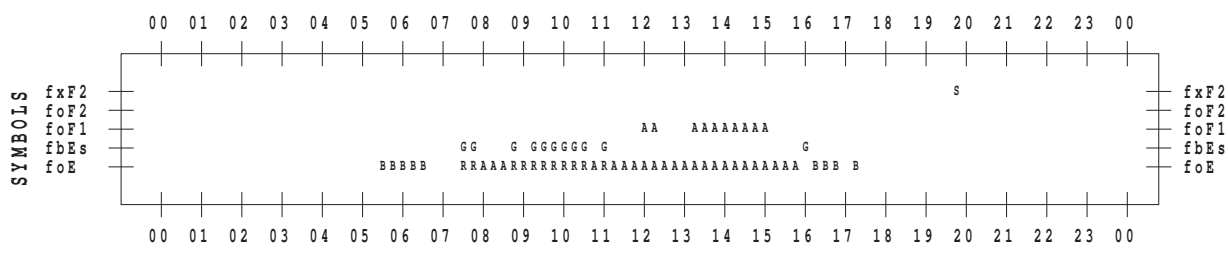 00 01 02 03 04 05 06 07 08 09 10 11 12 13 14 15 16 17 18 19 20 21 22 23 00
SYMBOLS
fxF2 S fxF2
foF2 foF2
foF1 AA AAAAAAAA foF1
fbEs GG G GGGGGG G G fbEs
foE BBBBB RRAAARRRRRRRRARAAAAAAAAAAAAAAAAAAA BBB B foE
00 01 02 03 04 05 06 07 08 09 10 11 12 13 14 15 16 17 18 19 20 21 22 23 00